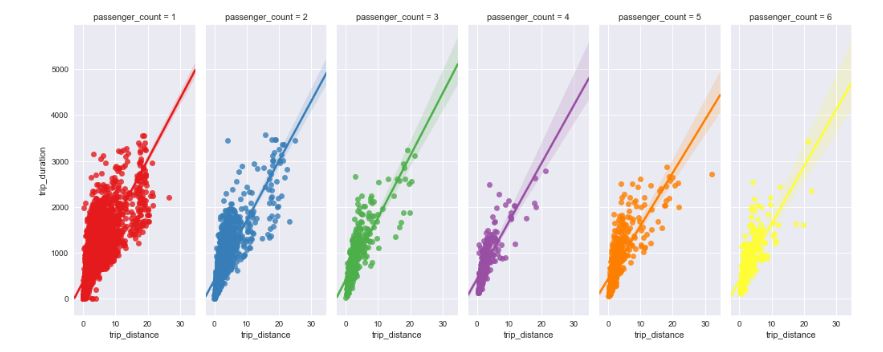 passenger_count = 1
passenger_count = 2
passenger_count = 3
passenger_count = 4
passenger_count = 5
passenger_count = 6
trip_duration
5000
4000
3000
2000
1000
0
0 10 20 30
0 10 20 30
0 10 20 30
0 10 20 30
0 10 20 30
0 10 20 30
trip_distance
trip_distance
trip_distance
trip_distance
trip_distance
trip_distance